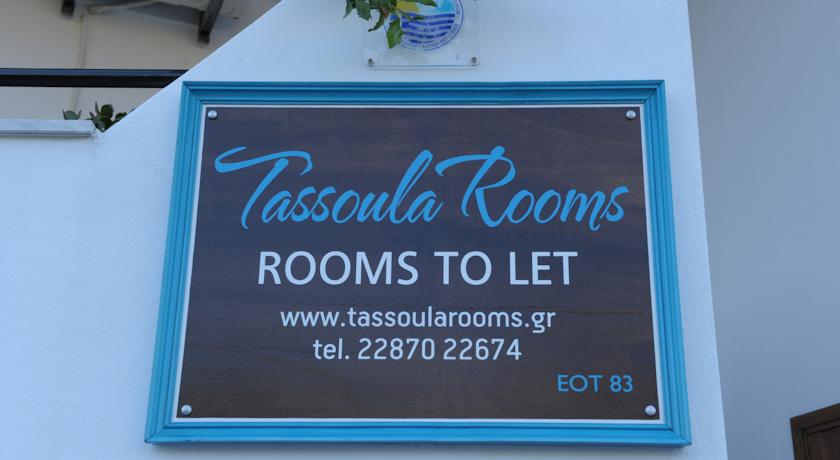 Tassoula Rooms
ROOMS TO LET
www.tassoularooms.gr
tel. 22870 22674
EOT 83